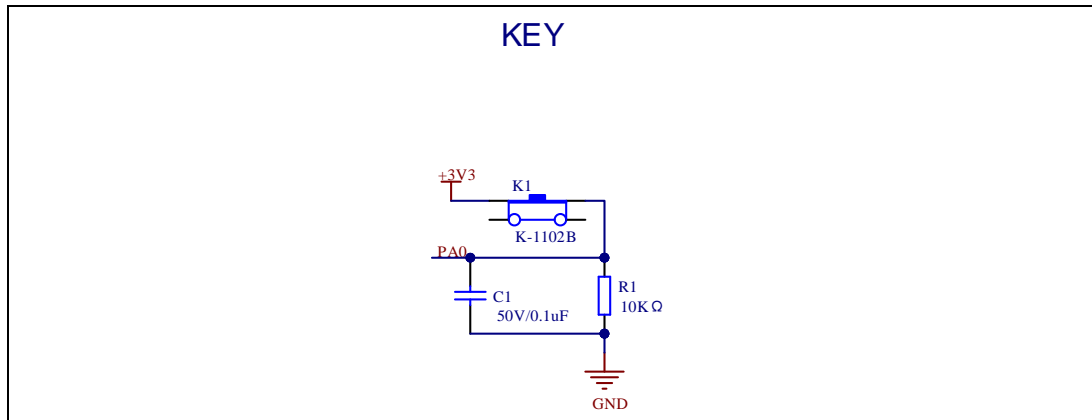 KEY
+3V3
K1
K-1102B
PA0
C1
50V/0.1uF
R1
10KΩ
GND